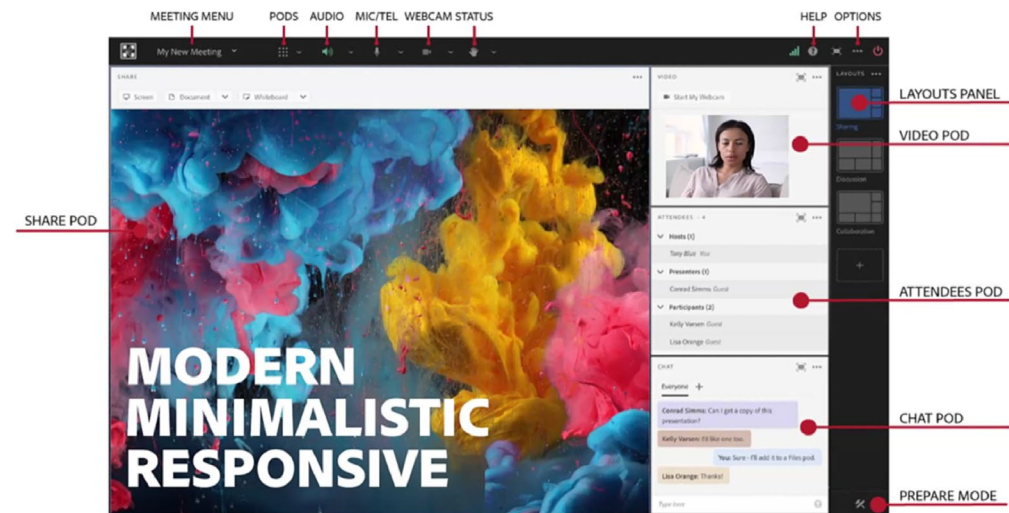 MEETING MENU PODS AUDIO MIC/TEL WEBCAM STATUS HELP OPTIONS
My New Meeting
SHARE
Screen Document Whiteboard
MODERN
MINIMALISTIC
RESPONSIVE
SHARE POD
VIDEO
Start My Webcam
ATTENDEES - 4
Hosts (1)
Tony Blue You
Presenters (1)
Conrad Simms Guest
Participants (2)
Kelly Varsen Guest
Lisa Orange Guest
CHAT
Everyone +
Conrad Simms: Can I get a copy of this
presentation?
Kelly Varsen: I'll like one too.
You: Sure - I'll add it to a Files pod.
Lisa Orange: Thanks!
Type here
LAYOUTS
Sharing
Discussion
Collaboration
+
LAYOUTS PANEL
VIDEO POD
ATTENDEES POD
CHAT POD
PREPARE MODE